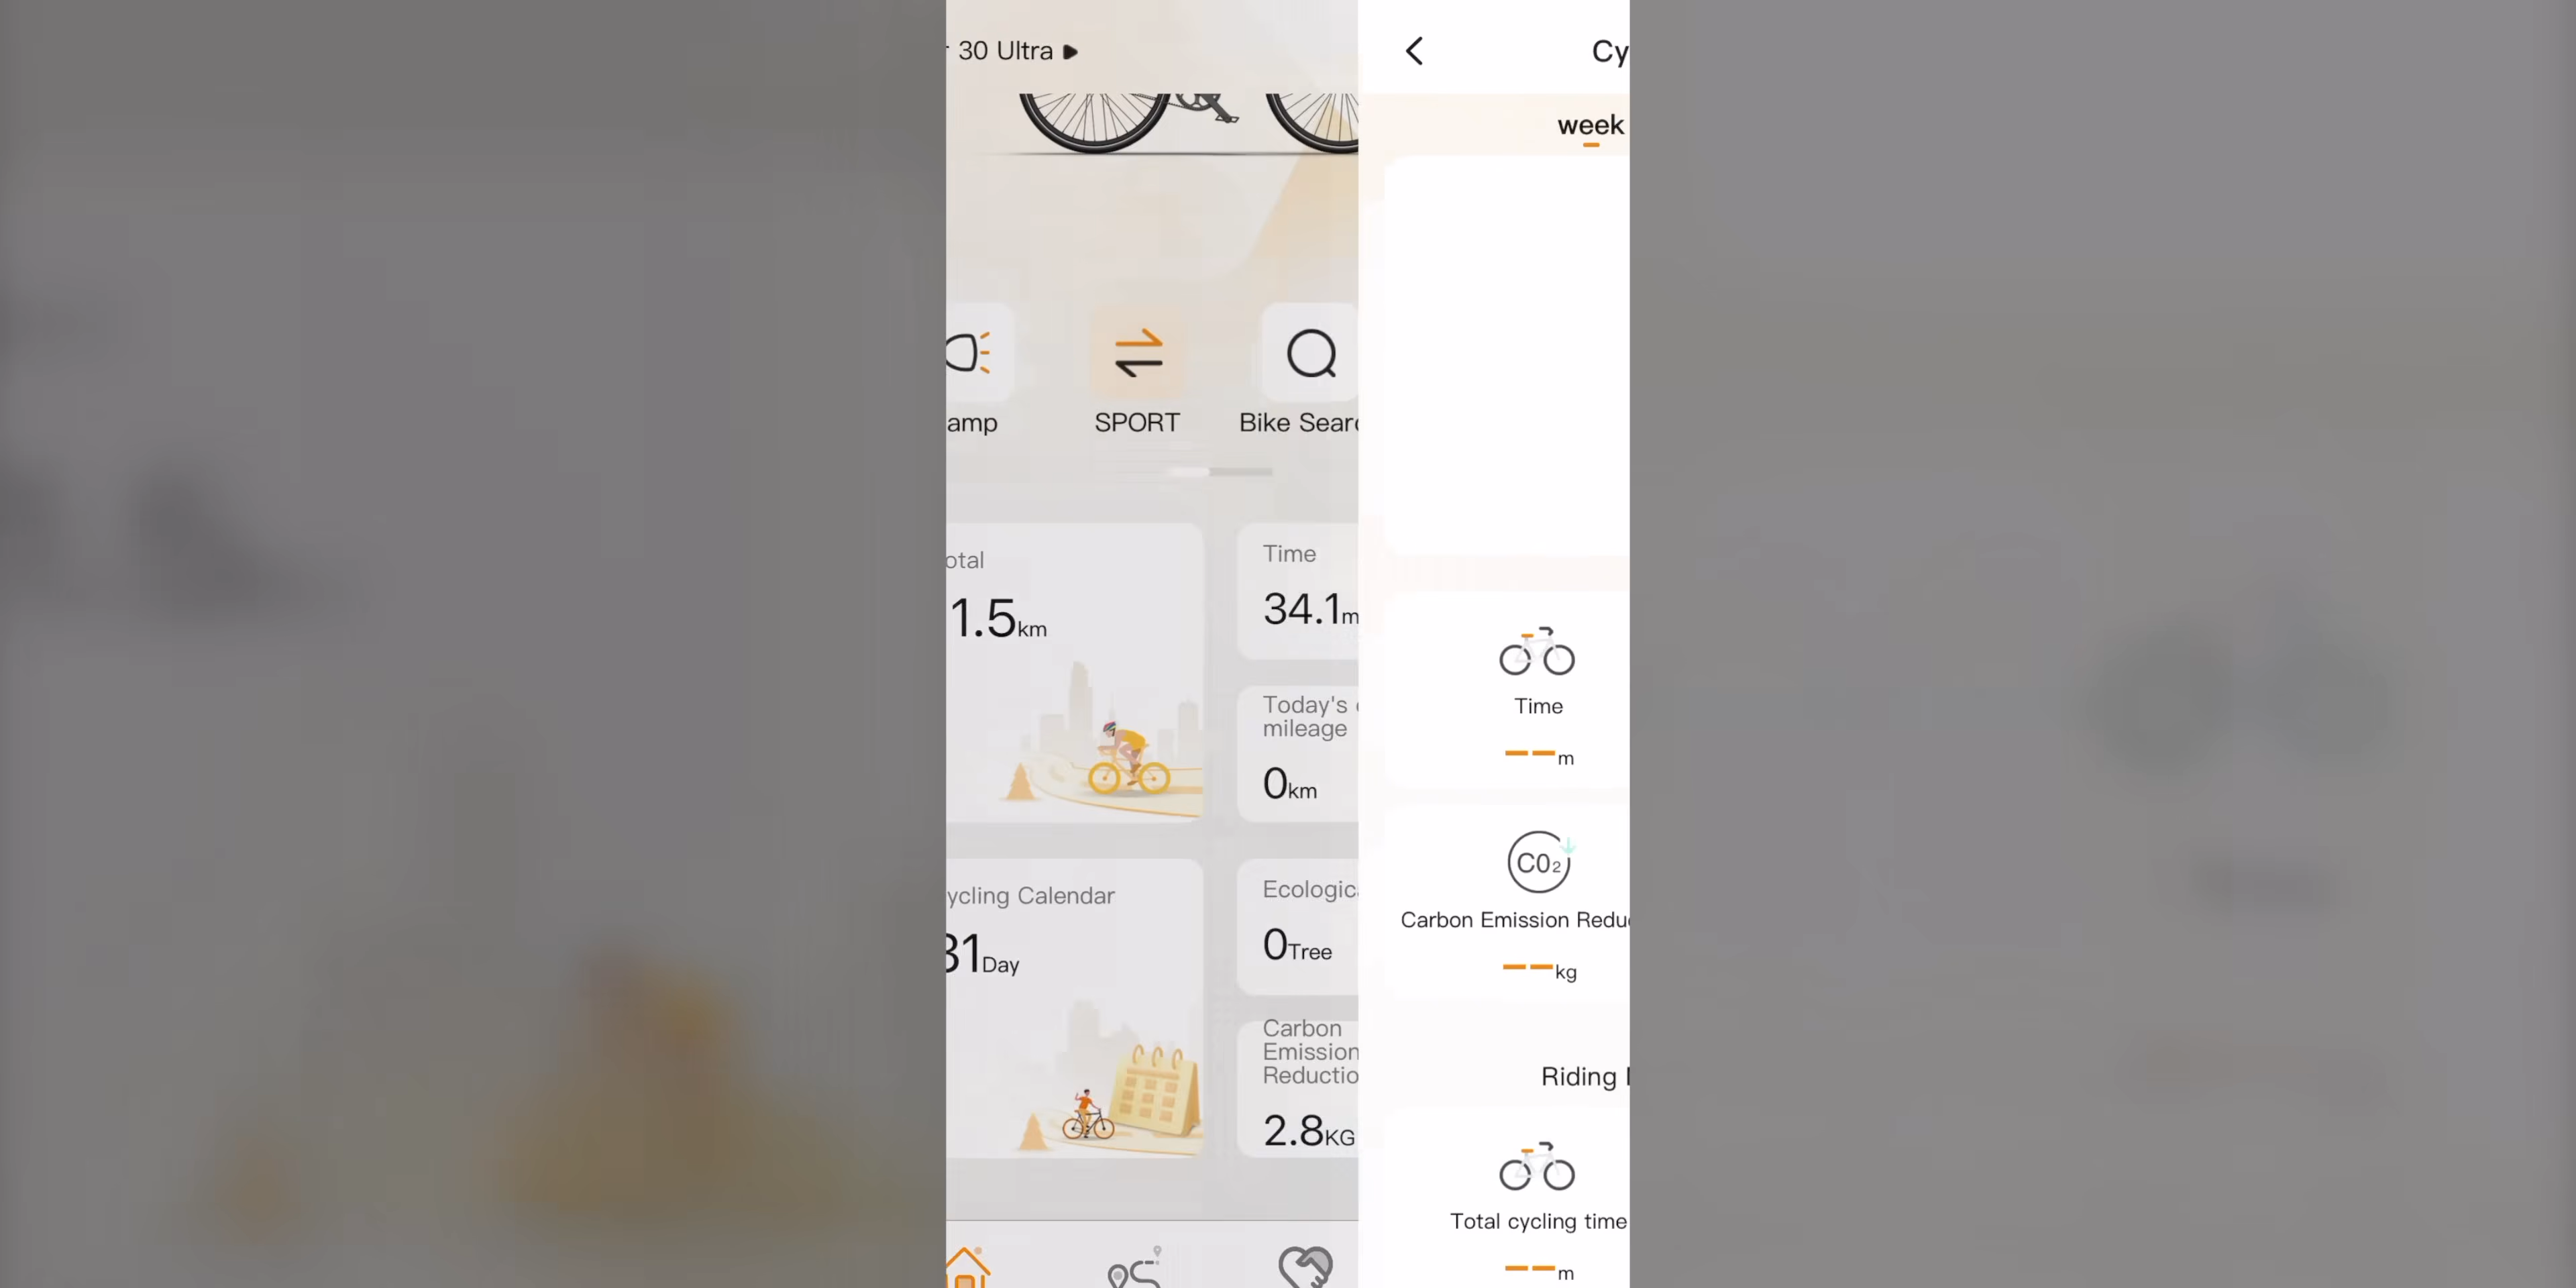 30 Ultra
amp
SPORT
Bike Searc
otal
1.5km
Time
34.1m
Today's
mileage
0km
ycling Calendar
31Day
Ecologic
0Tree
Carbon
Emission
Reductio
2.8KG
Cy
week
Time
m
CO₂
Carbon Emission Redu
kg
Riding
Total cycling time
m